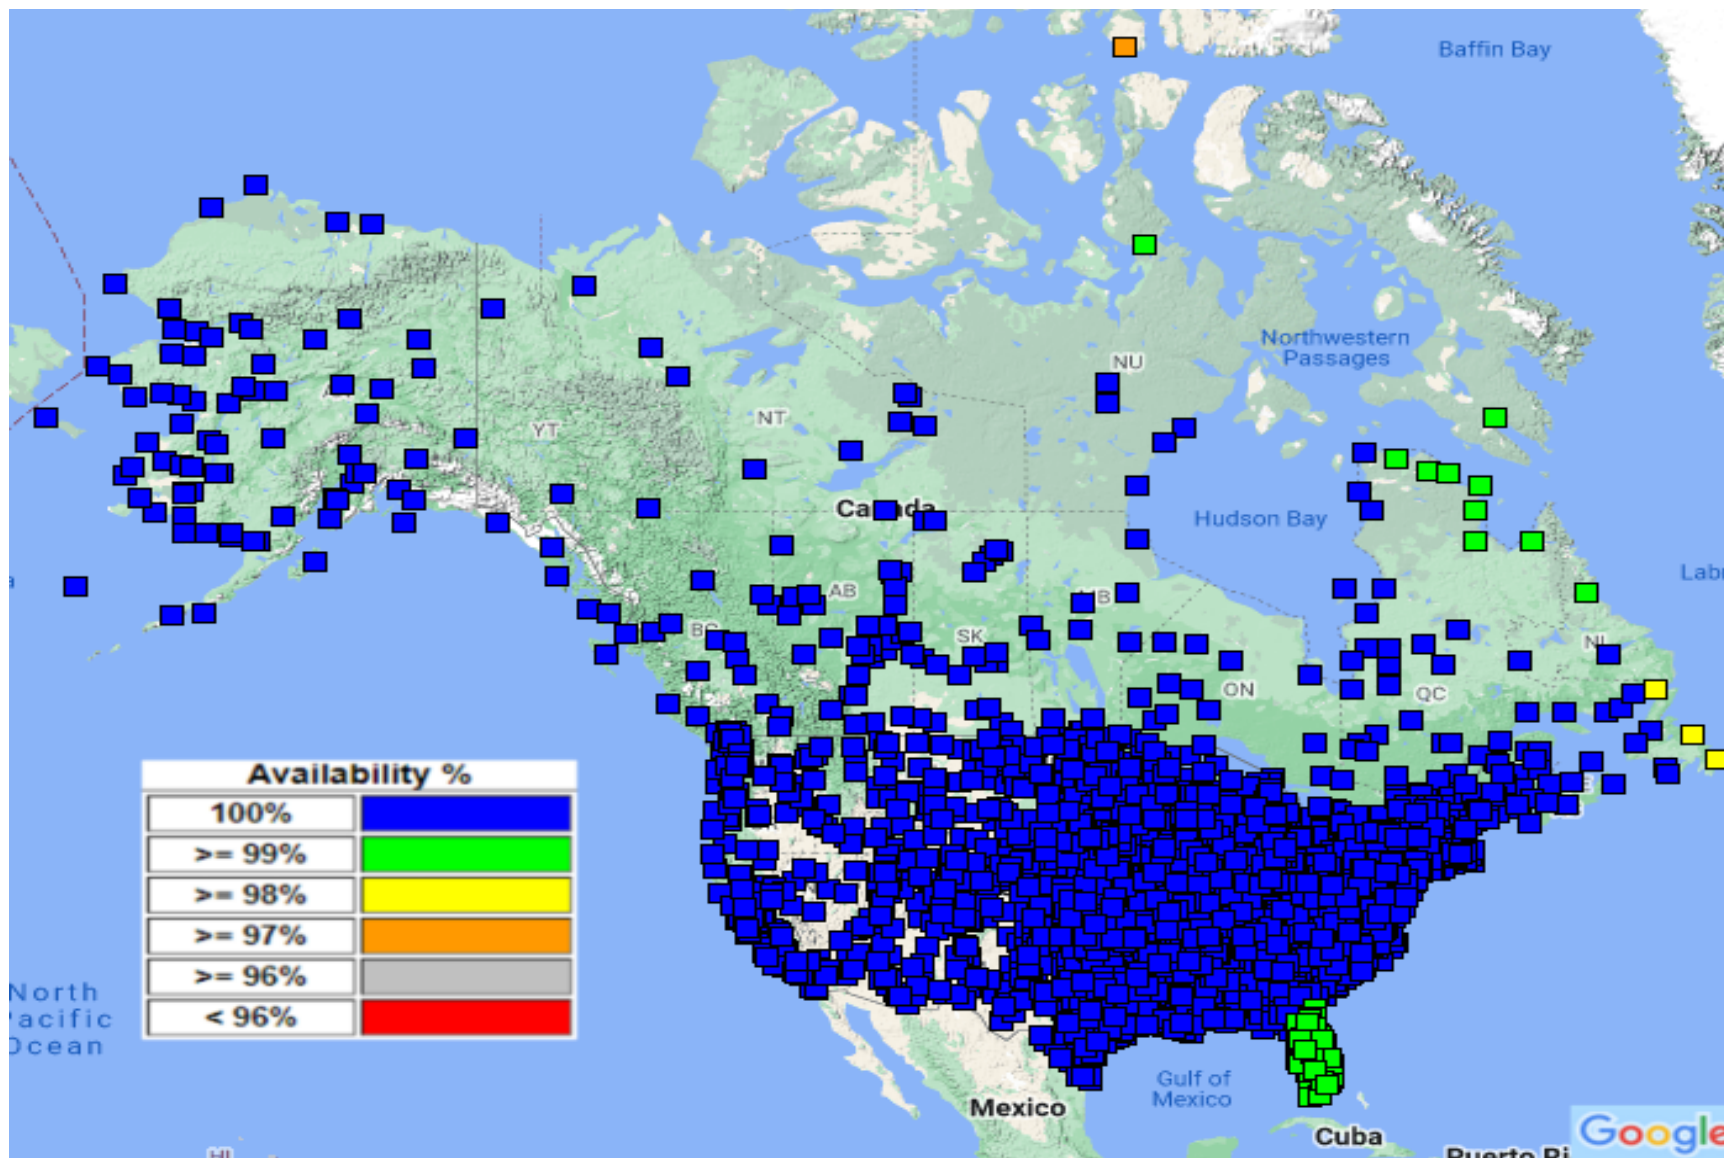 Baffin Bay
Northwestern
Passages
NU
NT
YT
Canada
Hudson Bay
AB
MB
BC
SK
NL
ON
QC
Availability %
100%
>= 99%
>= 98%
>= 97%
>= 96%
< 96%
North
Pacific
Ocean
Gulf of
Mexico
Mexico
Cuba
Google
HI